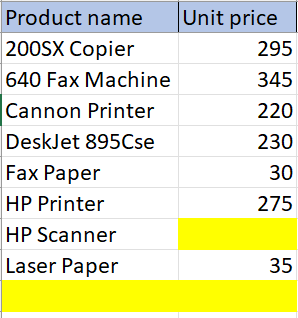 Product name Unit price
200SX Copier 295
640 Fax Machine 345
Cannon Printer 220
DeskJet 895Cse 230
Fax Paper 30
HP Printer 275
HP Scanner
Laser Paper 35